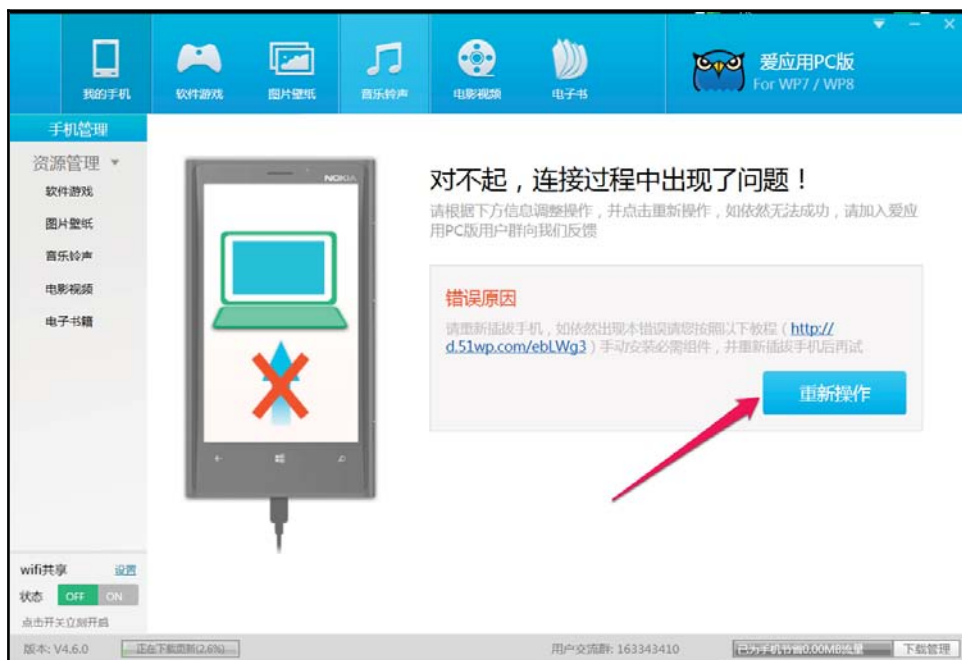 我的手机
软件游戏
图片壁纸
音乐铃声
电影视频
电子书
爱应用PC版
For WP7 / WP8
手机管理
资源管理
软件游戏
图片壁纸
音乐铃声
电影视频
电子书籍
NOKIA
对不起，连接过程中出现了问题！
请根据下方信息调整操作，并点击重新操作，如依然无法成功，请加入爱应
用PC版用户群向我们反馈
错误原因
请重新插拔手机，如依然出现本错误请您按照以下教程（http://
d.51wp.com/ebLWg3）手动安装必需组件，并重新插拔手机后再试
重新操作
wifi共享 设置
状态 OFF ON
点击开关立刻开启
版本: V4.6.0 正在下载更新(2.6%) 用户交流群: 163343410 已为手机节省0.00MB流量 下载管理